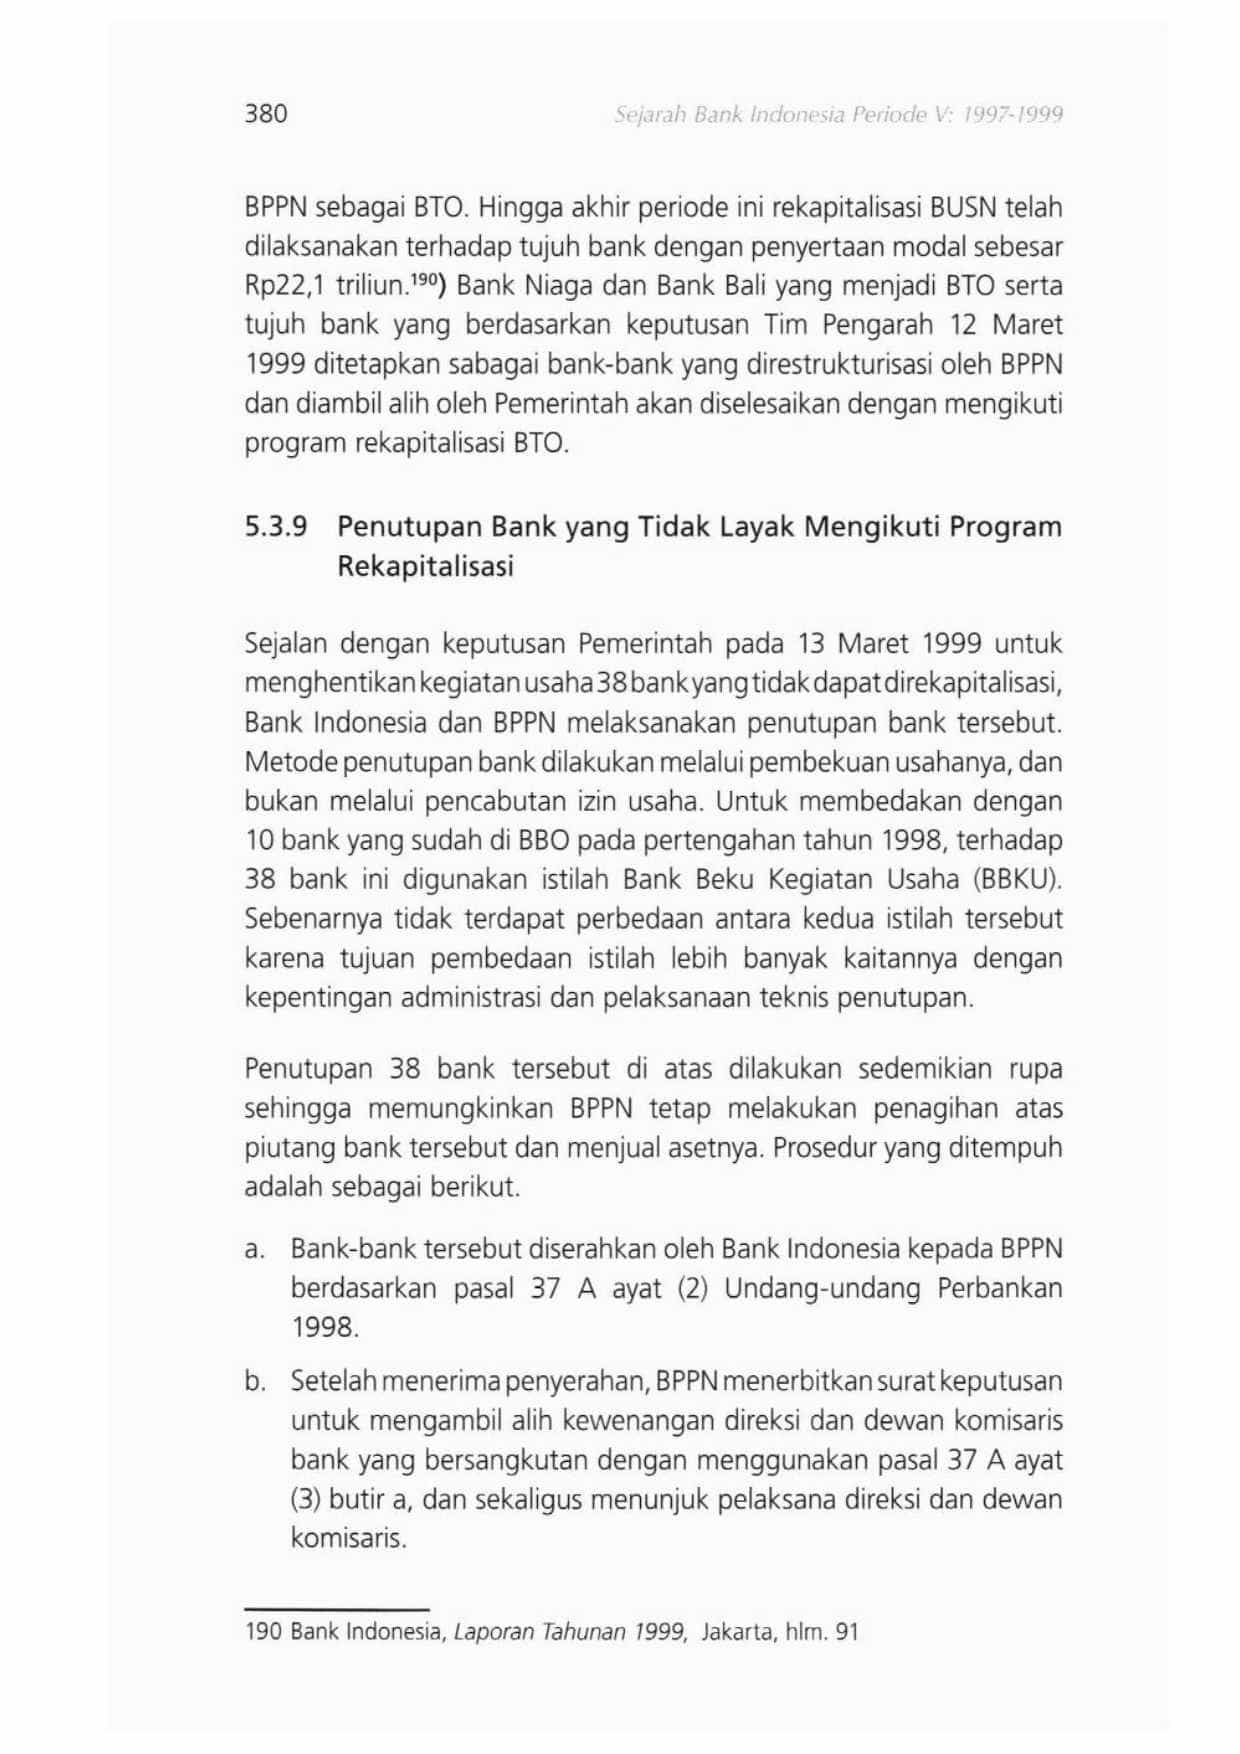 380
Sejarah Bank Indonesia Periode V: 1997-1999
BPPN sebagai BTO. Hingga akhir periode ini rekapitalisasi BUSN telah
dilaksanakan terhadap tujuh bank dengan penyertaan modal sebesar
Rp22,1 triliun.¹⁹⁰) Bank Niaga dan Bank Bali yang menjadi BTO serta
tujuh bank yang berdasarkan keputusan Tim Pengarah 12 Maret
1999 ditetapkan sabagai bank-bank yang direstrukturisasi oleh BPPN
dan diambil alih oleh Pemerintah akan diselesaikan dengan mengikuti
program rekapitalisasi BTO.
5.3.9 Penutupan Bank yang Tidak Layak Mengikuti Program
Rekapitalisasi
Sejalan dengan keputusan Pemerintah pada 13 Maret 1999 untuk
menghentikan kegiatan usaha 38 bank yang tidak dapat direkapitalisasi,
Bank Indonesia dan BPPN melaksanakan penutupan bank tersebut.
Metode penutupan bank dilakukan melalui pembekuan usahanya, dan
bukan melalui pencabutan izin usaha. Untuk membedakan dengan
10 bank yang sudah di BBO pada pertengahan tahun 1998, terhadap
38 bank ini digunakan istilah Bank Beku Kegiatan Usaha (BBKU).
Sebenarnya tidak terdapat perbedaan antara kedua istilah tersebut
karena tujuan pembedaan istilah lebih banyak kaitannya dengan
kepentingan administrasi dan pelaksanaan teknis penutupan.
Penutupan 38 bank tersebut di atas dilakukan sedemikian rupa
sehingga memungkinkan BPPN tetap melakukan penagihan atas
piutang bank tersebut dan menjual asetnya. Prosedur yang ditempuh
adalah sebagai berikut.
a. Bank-bank tersebut diserahkan oleh Bank Indonesia kepada BPPN
berdasarkan pasal 37 A ayat (2) Undang-undang Perbankan
1998.
b. Setelah menerima penyerahan, BPPN menerbitkan surat keputusan
untuk mengambil alih kewenangan direksi dan dewan komisaris
bank yang bersangkutan dengan menggunakan pasal 37 A ayat
(3) butir a, dan sekaligus menunjuk pelaksana direksi dan dewan
komisaris.
190 Bank Indonesia, Laporan Tahunan 1999, Jakarta, hlm. 91